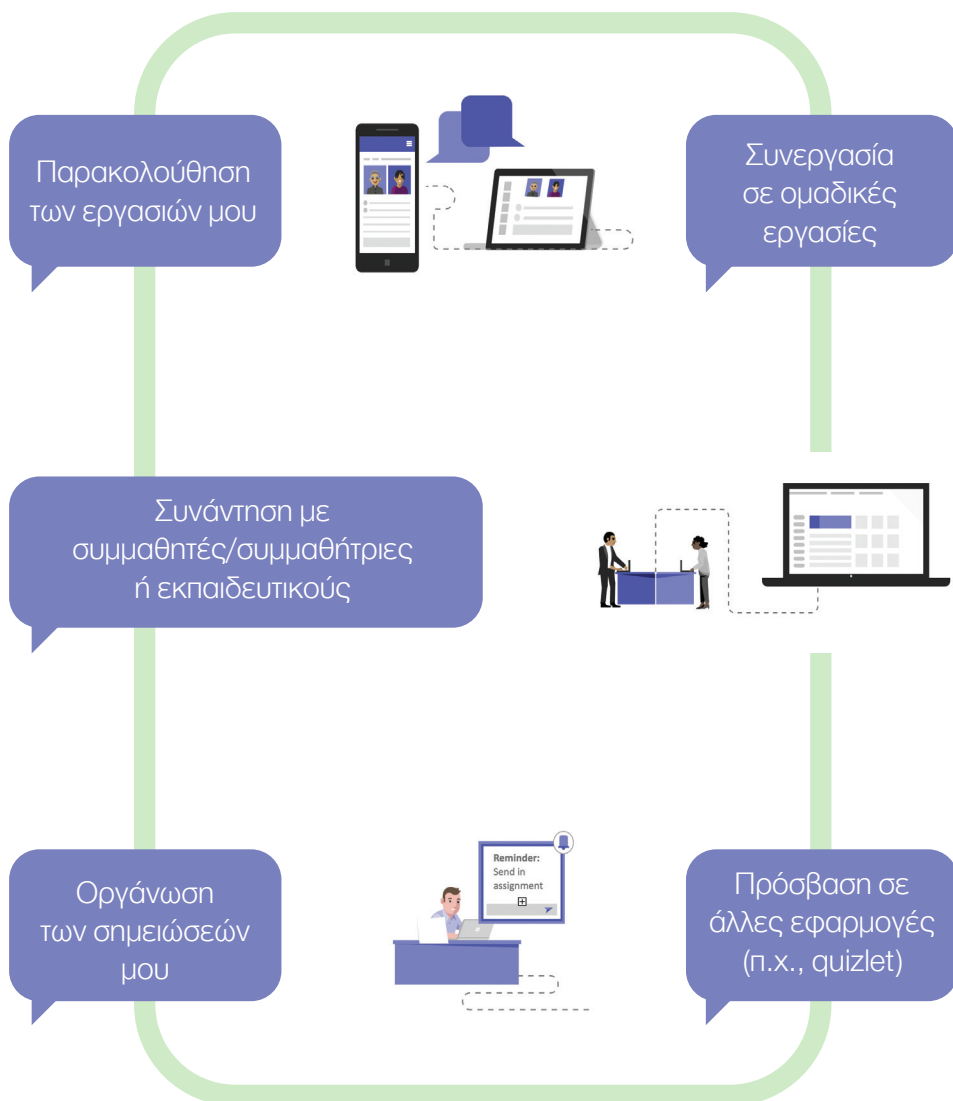 Παρακολούθηση
των εργασιών μου
Συνεργασία
σε ομαδικές
εργασίες
Συνάντηση με
συμμαθητές/συμμαθήτριες
ή εκπαιδευτικούς
Reminder:
Send in
assignment
Οργάνωση
των σημειώσεών
μου
Πρόσβαση σε
άλλες εφαρμογές
(π.χ., quizlet)